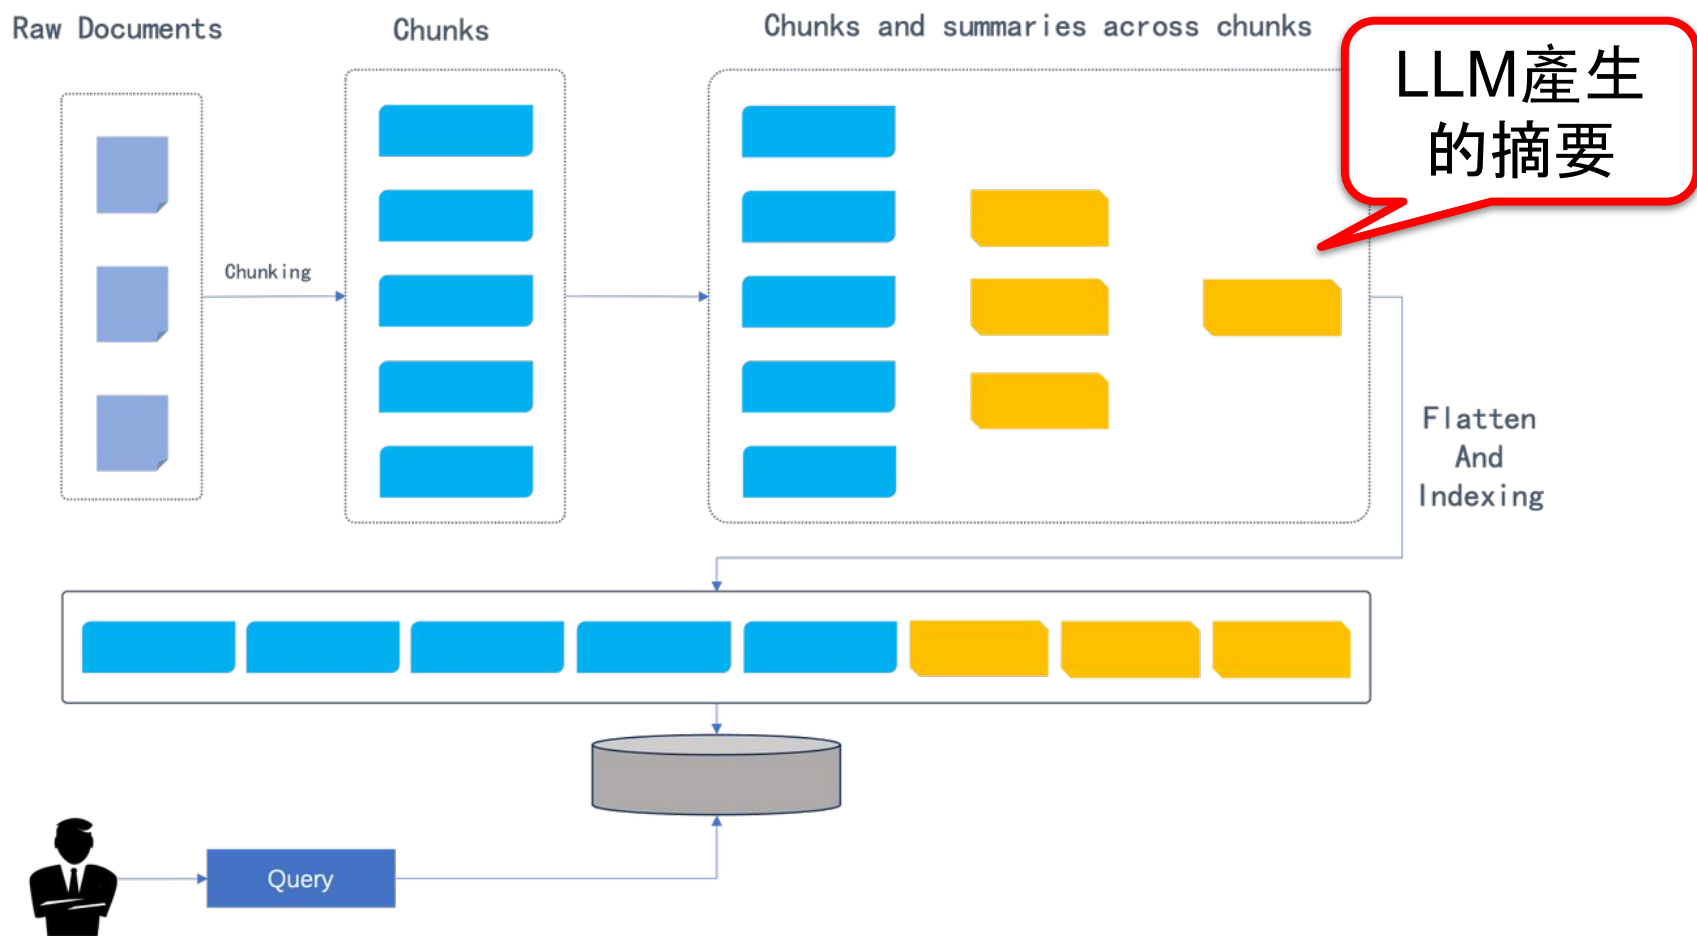 Raw Documents
Chunks
Chunks and summaries across chunks
LLM產生
的摘要
Chunking
Flatten
And
Indexing
Query